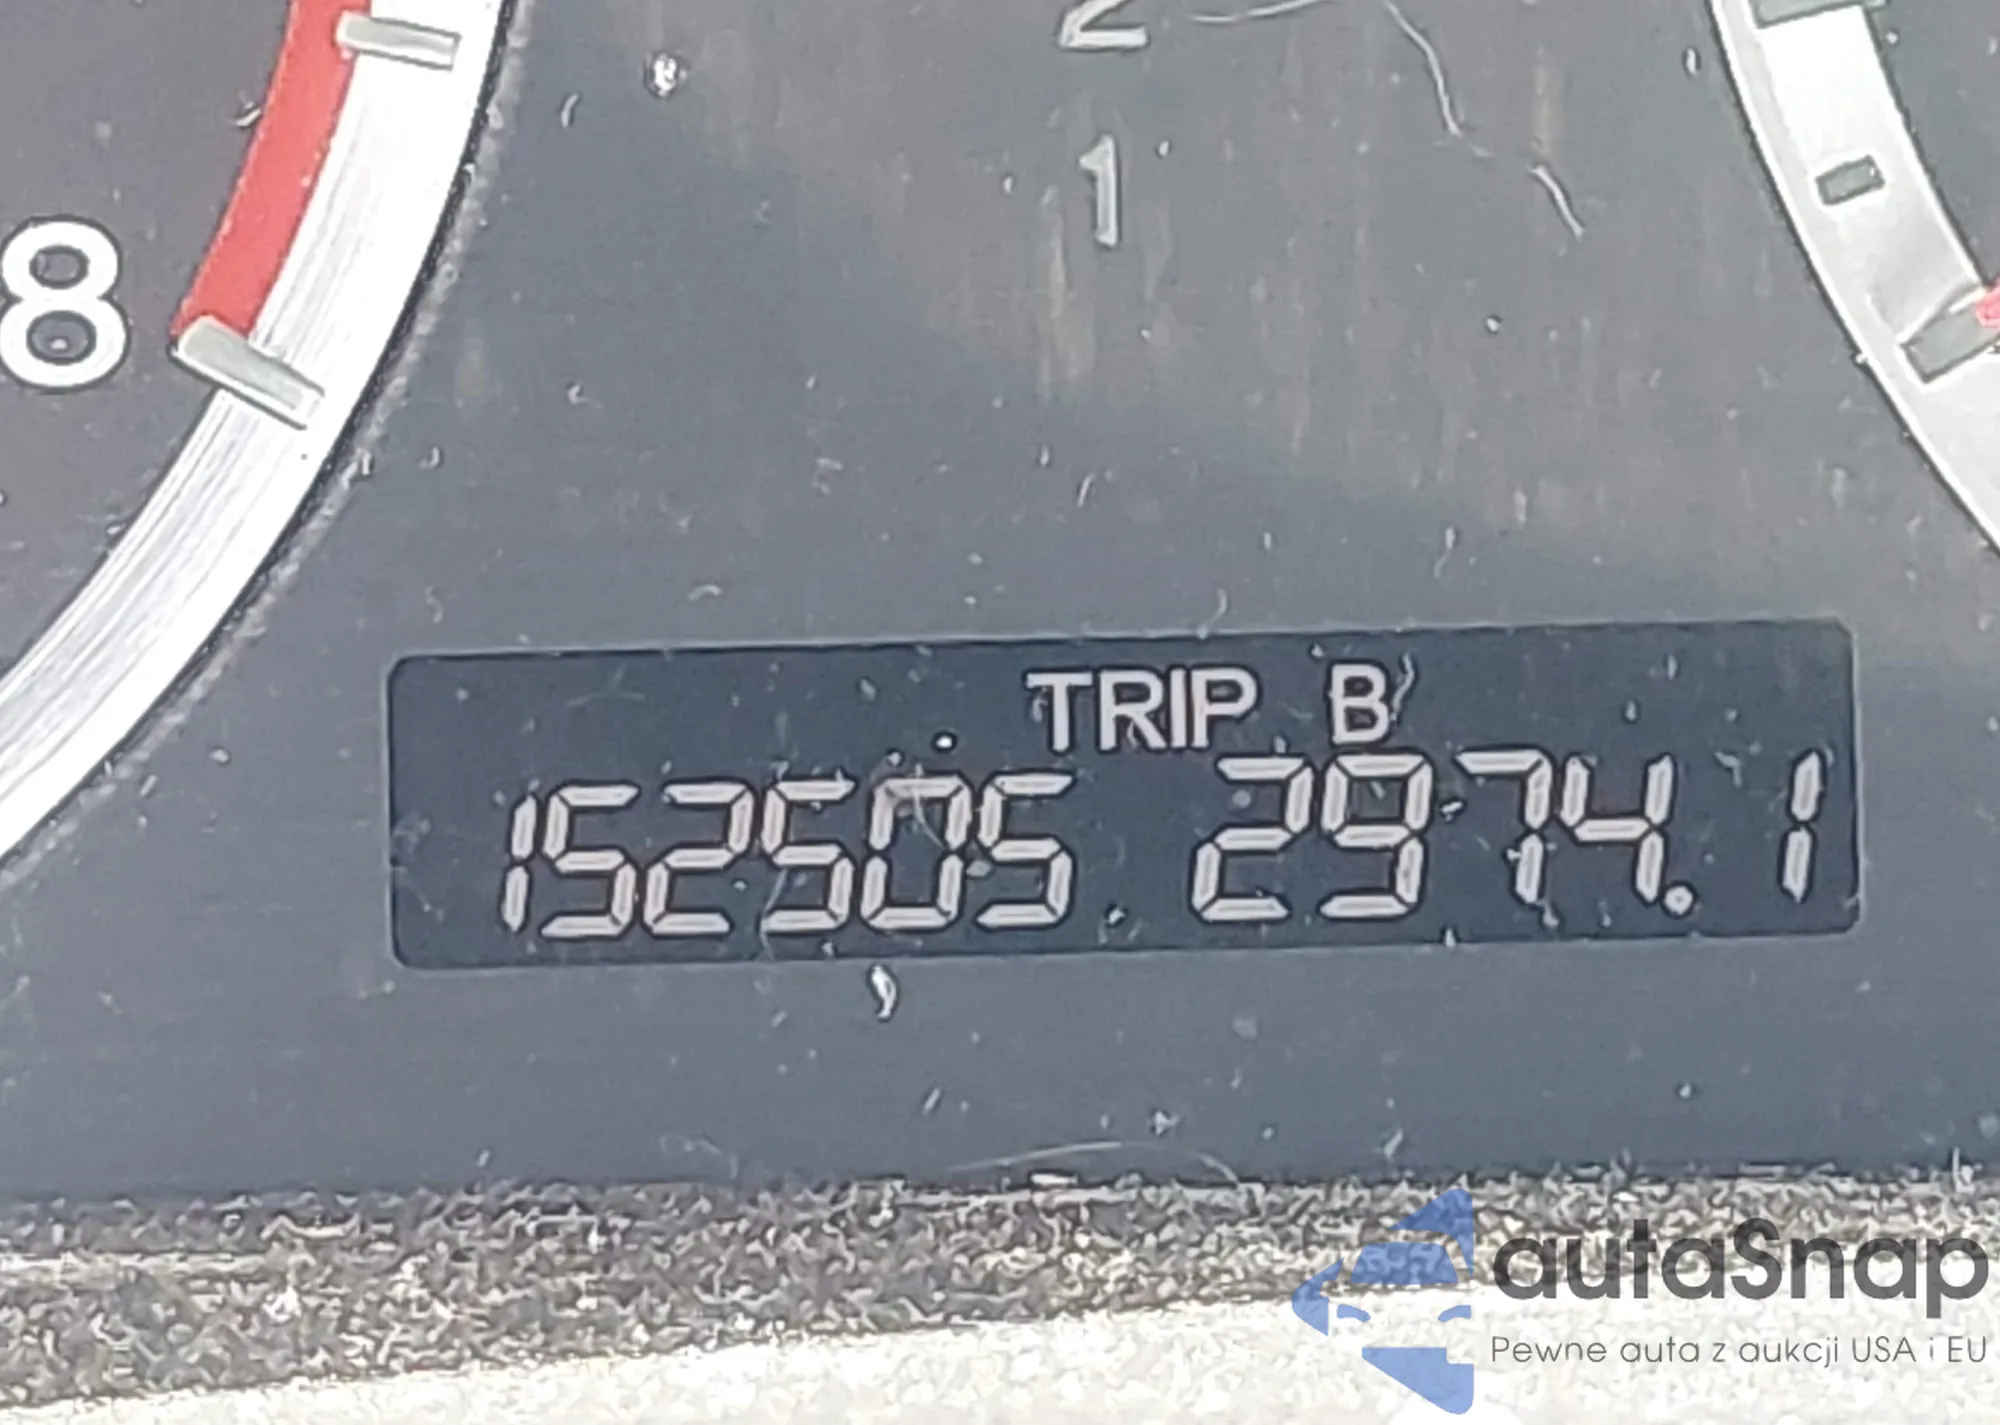 2
1
8
TRIP B
152505 2974.1
autaSnap
Pewne auta z aukcji USA i EU